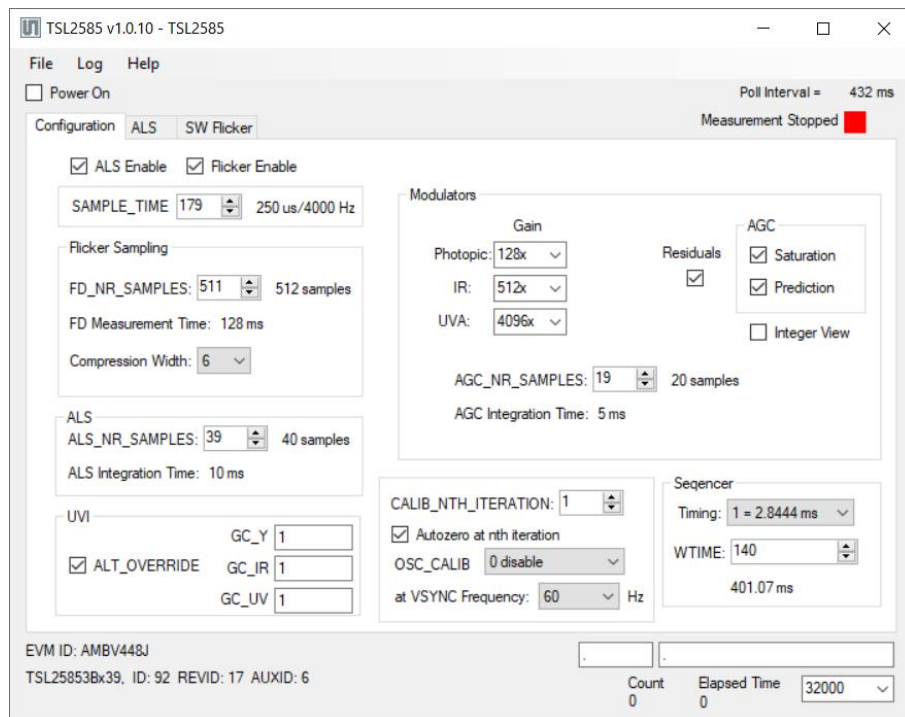 TSL2585 v1.0.10 - TSL2585
File Log Help
Power On
Poll Interval = 432 ms
Measurement Stopped
Configuration ALS SW Flicker
ALS Enable Flicker Enable
SAMPLE_TIME 179 250 us/4000 Hz
Flicker Sampling
FD_NR_SAMPLES: 511 512 samples
FD Measurement Time: 128 ms
Compression Width: 6
ALS
ALS_NR_SAMPLES: 39 40 samples
ALS Integration Time: 10 ms
UVI
ALT_OVERRIDE
GC_Y 1
GC_IR 1
GC_UV 1
Modulators
Gain
Photopic: 128x
IR: 512x
UVA: 4096x
Residuals
AGC
Saturation
Prediction
Integer View
AGC_NR_SAMPLES: 19 20 samples
AGC Integration Time: 5 ms
CALIB_NTH_ITERATION: 1
Autozero at nth iteration
OSC_CALIB 0 disable
at VSYNC Frequency: 60 Hz
Seqencer
Timing: 1 = 2.8444 ms
WTIME: 140
401.07 ms
EVM ID: AMBV448J
TSL25853Bx39, ID: 92 REVID: 17 AUXID: 6
. .
Count Elapsed Time 32000
0 0